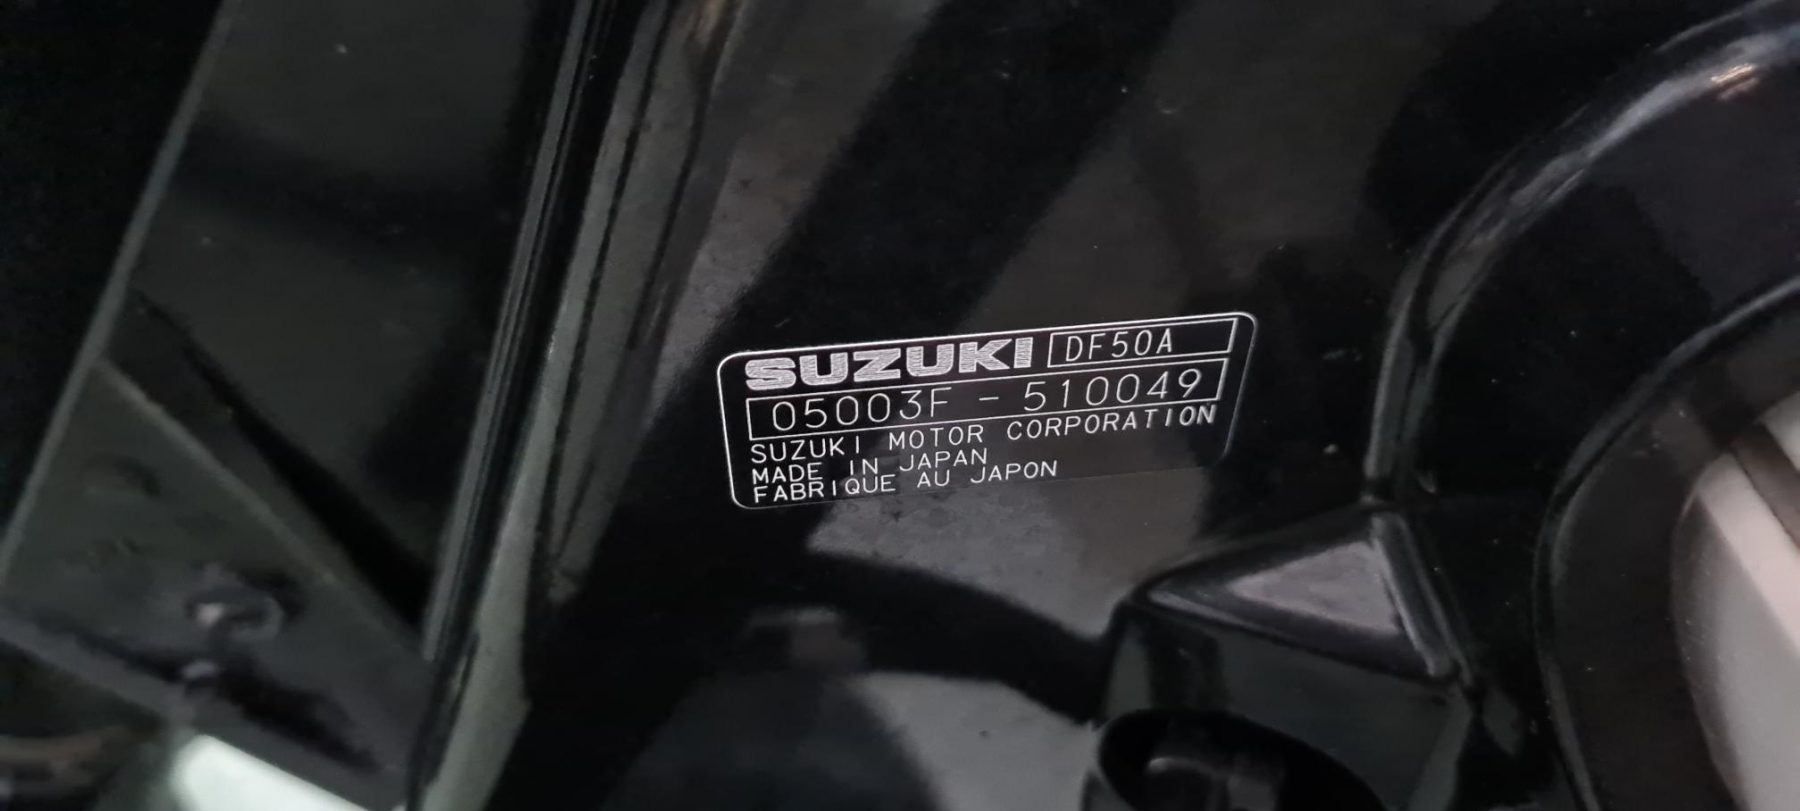 SUZUKI DF50A
05003F - 510049
SUZUKI MOTOR CORPORATION
MADE IN JAPAN
FABRIQUE AU JAPON